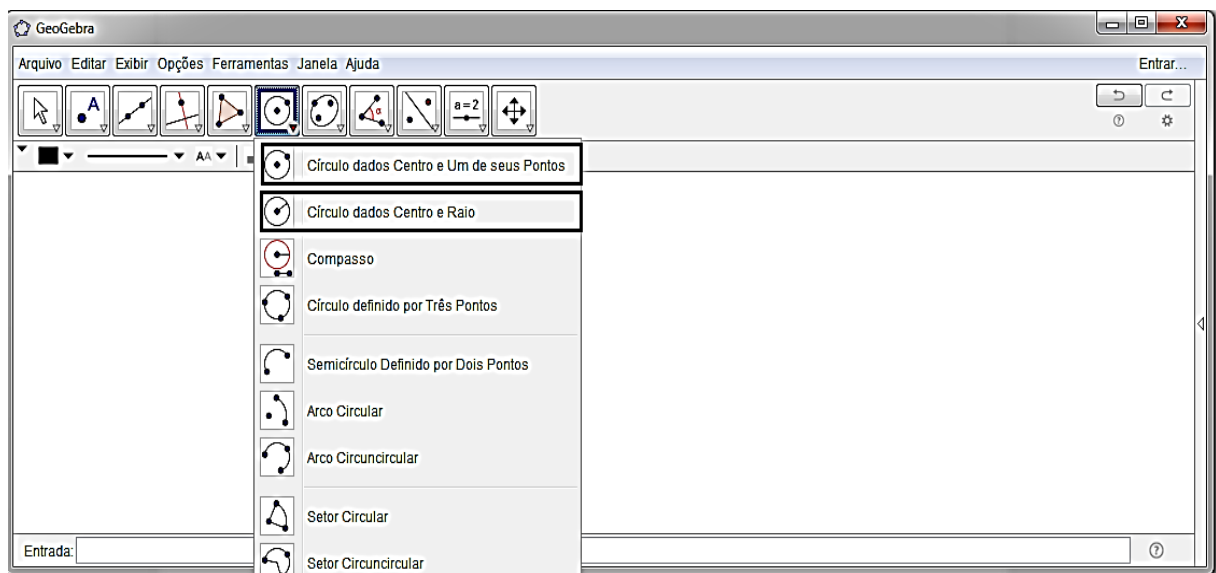 GeoGebra
Arquivo Editar Exibir Opções Ferramentas Janela Ajuda Entrar...
A α a=2
AA
Círculo dados Centro e Um de seus Pontos
Círculo dados Centro e Raio
Compasso
Círculo definido por Três Pontos
Semicírculo Definido por Dois Pontos
Arco Circular
Arco Circuncircular
Setor Circular
Setor Circuncircular
Entrada: